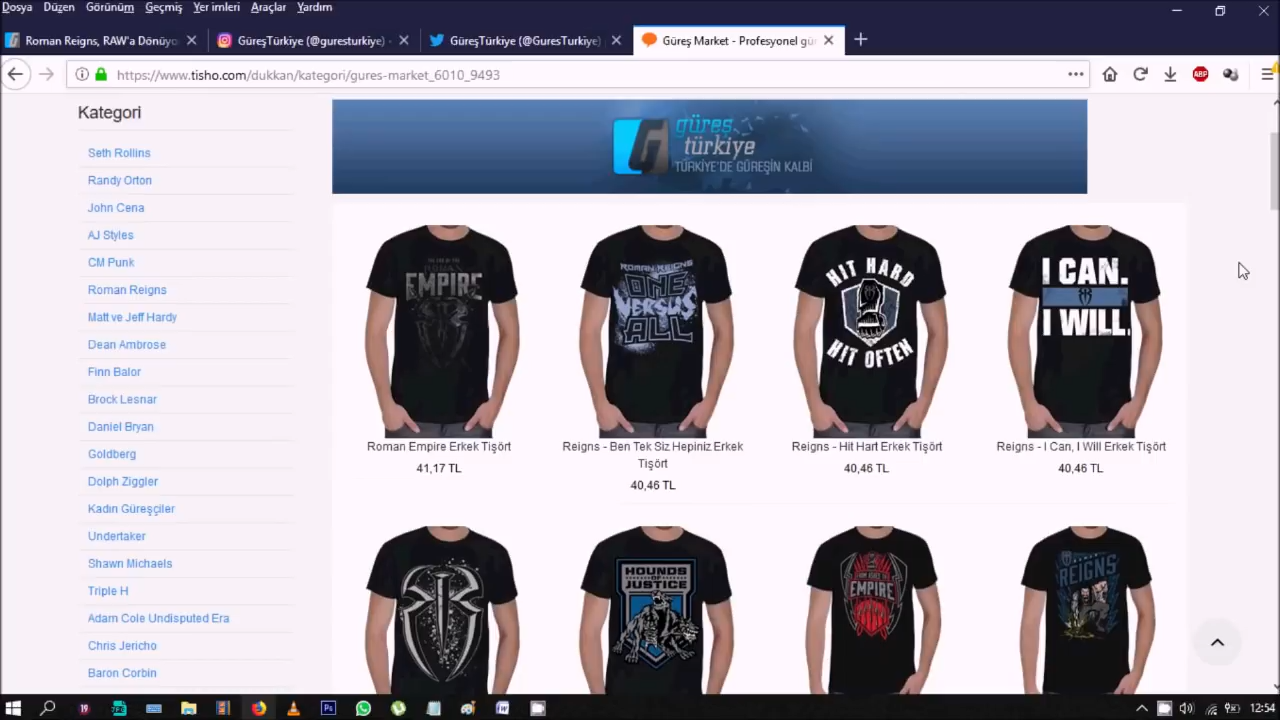 Dosya Düzen Görünüm Geçmiş Yer imleri Araçlar Yardım
Roman Reigns, RAW'a Dönüyo
GüreşTürkiye (@guresturkiye)
GüreşTürkiye (@GuresTurkiye)
Güreş Market - Profesyonel gü
https://www.tisho.com/dukkan/kategori/gures-market_6010_9493
ABP
Kategori
Seth Rollins
Randy Orton
John Cena
AJ Styles
CM Punk
Roman Reigns
Matt ve Jeff Hardy
Dean Ambrose
Finn Balor
Brock Lesnar
Daniel Bryan
Goldberg
Dolph Ziggler
Kadın Güreşçiler
Undertaker
Shawn Michaels
Triple H
Adam Cole Undisputed Era
Chris Jericho
Baron Corbin
güreş
türkiye
TÜRKİYE'DE GÜREŞİN KALBİ
ROMAN
EMPIRE
ROMAN REIGNS
ONE
VERSUS
ALL
HIT HARD
HIT OFTEN
I CAN.
I WILL.
Roman Empire Erkek Tişört
41,17 TL
Reigns - Ben Tek Siz Hepiniz Erkek
Tişört
40,46 TL
Reigns - Hit Hart Erkek Tişört
40,46 TL
Reigns - I Can, I Will Erkek Tişört
40,46 TL
HOUNDS
OF
JUSTICE
EMPIRE
REIGNS
12:54